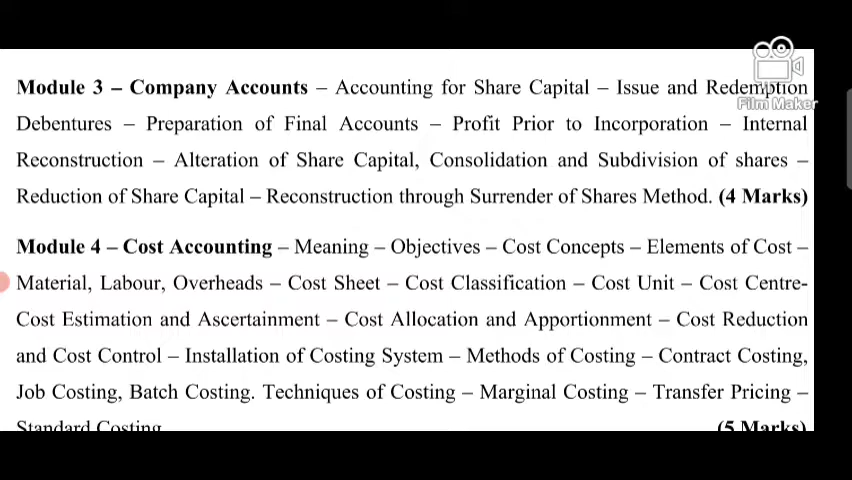 Film Maker
Module 3 – Company Accounts – Accounting for Share Capital – Issue and Redemption
Debentures – Preparation of Final Accounts – Profit Prior to Incorporation – Internal
Reconstruction – Alteration of Share Capital, Consolidation and Subdivision of shares –
Reduction of Share Capital – Reconstruction through Surrender of Shares Method. (4 Marks)
Module 4 – Cost Accounting – Meaning – Objectives – Cost Concepts – Elements of Cost –
Material, Labour, Overheads – Cost Sheet – Cost Classification – Cost Unit – Cost Centre-
Cost Estimation and Ascertainment – Cost Allocation and Apportionment – Cost Reduction
and Cost Control – Installation of Costing System – Methods of Costing – Contract Costing,
Job Costing, Batch Costing. Techniques of Costing – Marginal Costing – Transfer Pricing –
Standard Costing (5 Marks)